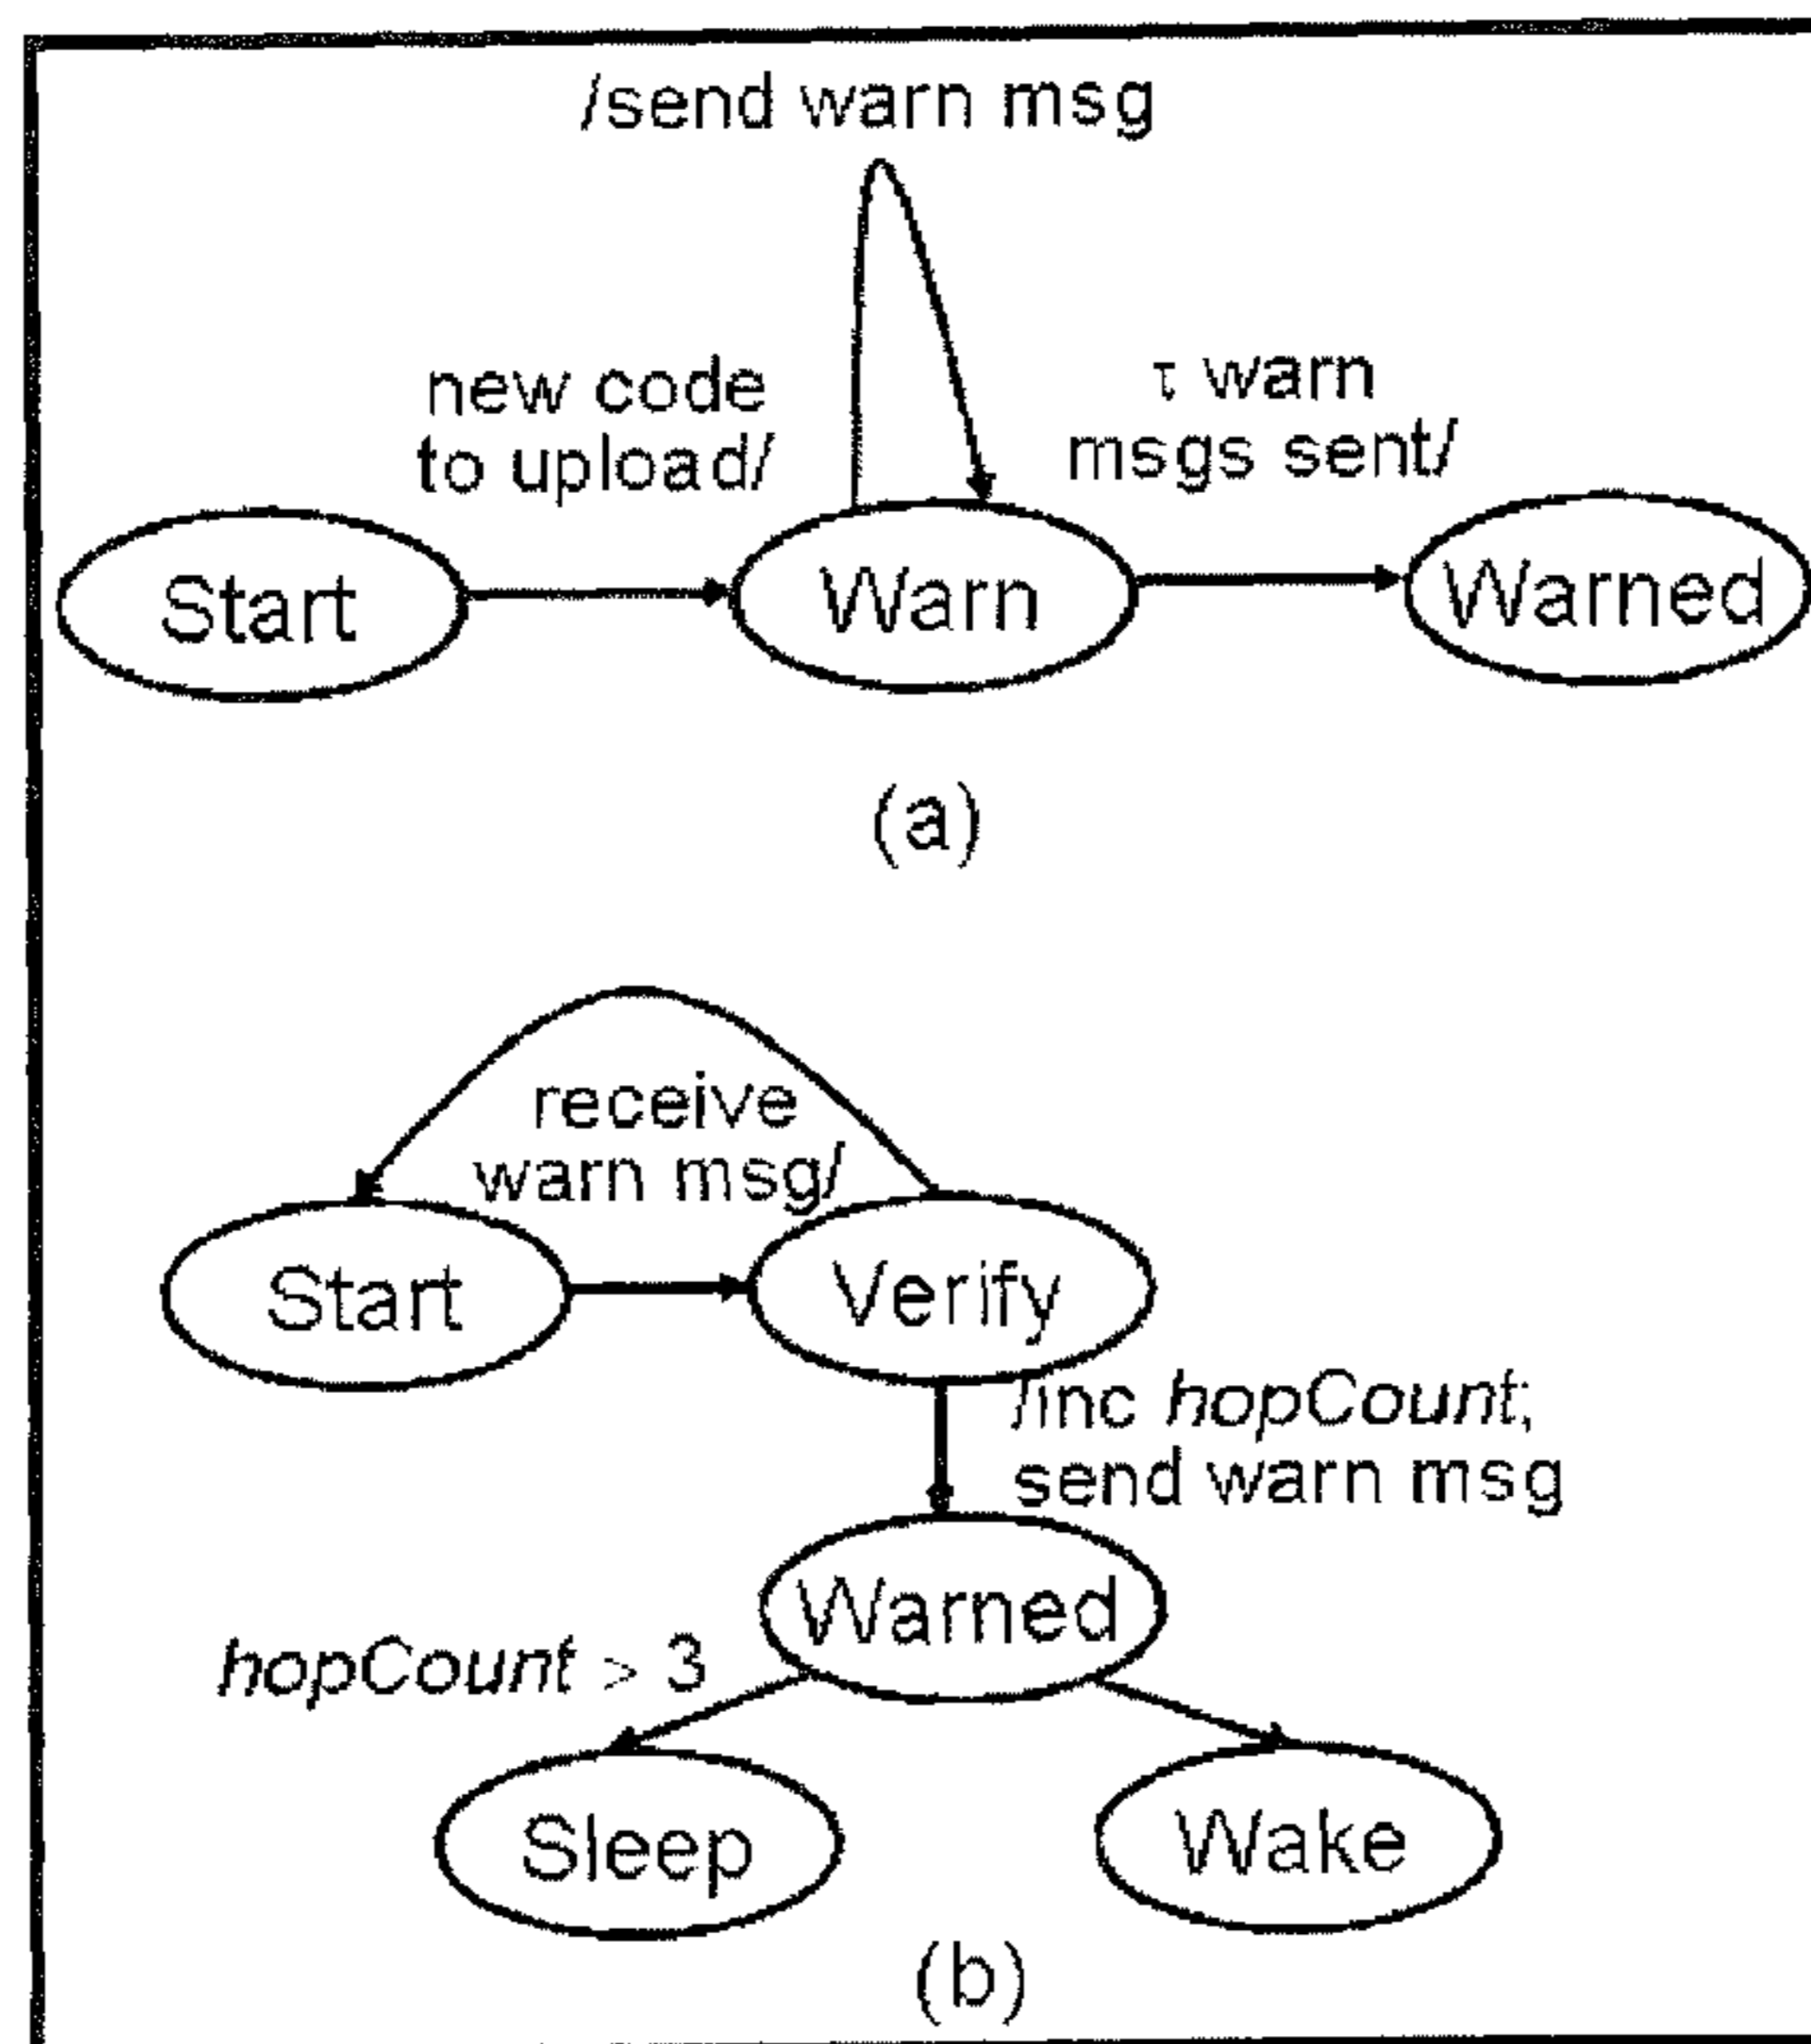 /send warn msg
new code
to upload/
τ warn
msgs sent/
Start
Warn
Warned
(a)
receive
warn msg/
Start
Verify
/inc hopCount;
send warn msg
Warned
hopCount > 3
Sleep
Wake
(b)